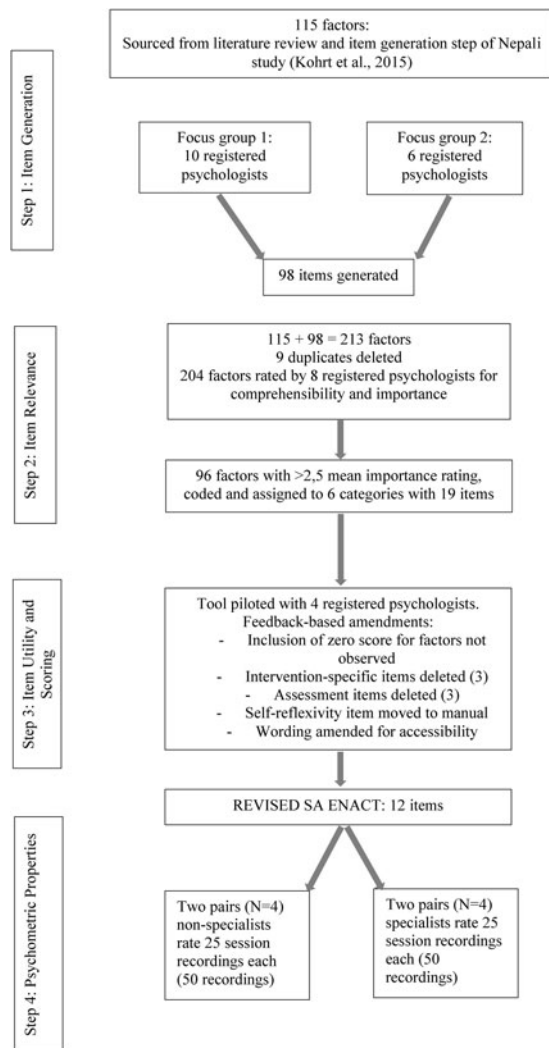 115 factors:
Sourced from literature review and item generation step of Nepali
study (Kohrt et al., 2015)
Step 1: Item Generation
Focus group 1:
10 registered
psychologists
Focus group 2:
6 registered
psychologists
98 items generated
Step 2: Item Relevance
115 + 98 = 213 factors
9 duplicates deleted
204 factors rated by 8 registered psychologists for
comprehensibility and importance
96 factors with >2,5 mean importance rating,
coded and assigned to 6 categories with 19 items
Step 3: Item Utility and
Scoring
Tool piloted with 4 registered psychologists.
Feedback-based amendments:
- Inclusion of zero score for factors not
observed
- Intervention-specific items deleted (3)
- Assessment items deleted (3)
- Self-reflexivity item moved to manual
- Wording amended for accessibility
Step 4: Psychometric Properties
REVISED SA ENACT: 12 items
Two pairs (N=4)
non-specialists
rate 25 session
recordings each
(50 recordings)
Two pairs (N=4)
specialists rate 25
session recordings
each (50
recordings)